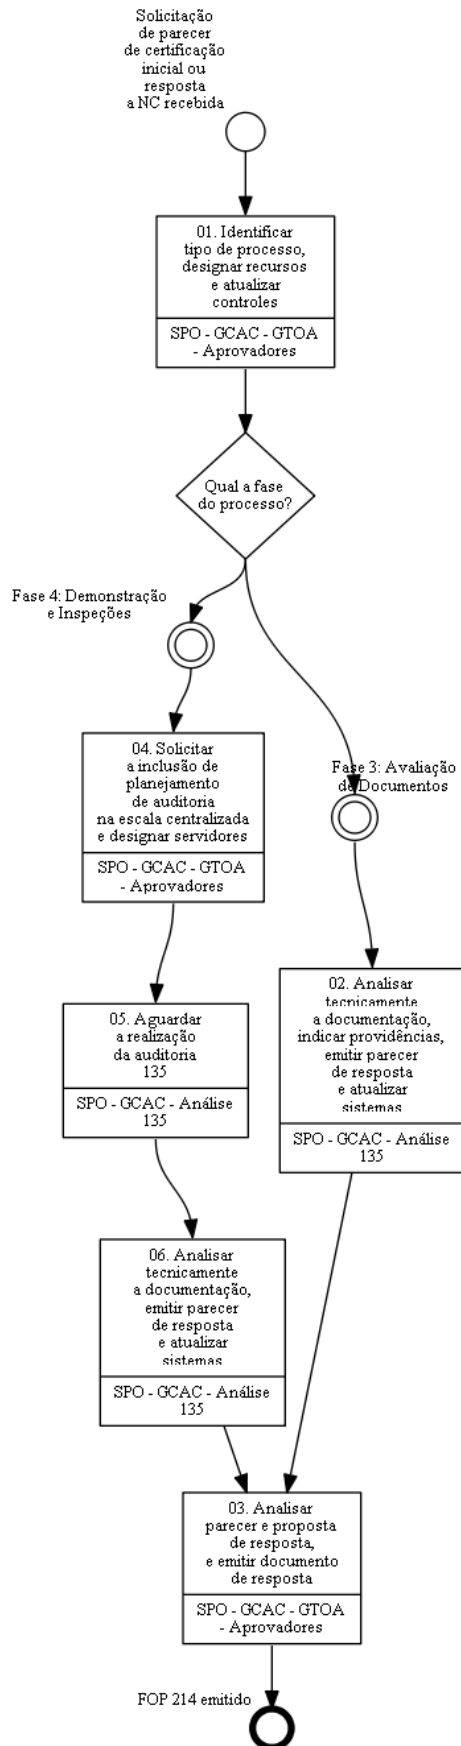 Solicitação
de parecer
de certificação
inicial ou
resposta
a NC recebida
01. Identificar
tipo de processo,
designar recursos
e atualizar
controles
SPO - GCAC - GTOA
- Aprovadores
Qual a fase
do processo?
Fase 4: Demonstração
e Inspeções
04. Solicitar
a inclusão de
planejamento
de auditoria
na escala centralizada
e designar servidores
SPO - GCAC - GTOA
- Aprovadores
Fase 3: Avaliação
de Documentos
02. Analisar
tecnicamente
a documentação,
indicar providências,
emitir parecer
de resposta
e atualizar
sistemas
SPO - GCAC - Análise
135
05. Aguardar
a realização
da auditoria
135
SPO - GCAC - Análise
135
06. Analisar
tecnicamente
a documentação,
emitir parecer
de resposta
e atualizar
sistemas
SPO - GCAC - Análise
135
03. Analisar
parecer e proposta
de resposta,
e emitir documento
de resposta
SPO - GCAC - GTOA
- Aprovadores
FOP 214 emitido